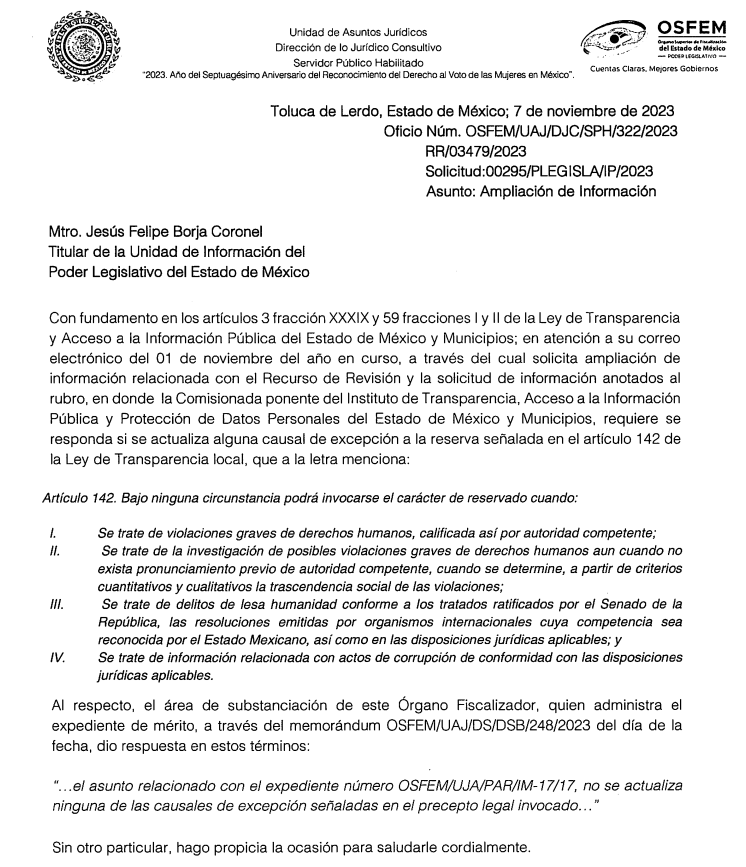 Unidad de Asuntos Jurídicos
Dirección de lo Jurídico Consultivo
Servidor Público Habilitado
"2023. Año del Septuagésimo Aniversario del Reconocimiento del Derecho al Voto de las Mujeres en México".
OSFEM
Órgano Superior de Fiscalización
del Estado de México
PODER LEGISLATIVO
Cuentas Claras, Mejores Gobiernos
Toluca de Lerdo, Estado de México; 7 de noviembre de 2023
Oficio Núm. OSFEM/UAJ/DJC/SPH/322/2023
RR/03479/2023
Solicitud:00295/PLEGISLA/IP/2023
Asunto: Ampliación de Información
Mtro. Jesús Felipe Borja Coronel
Titular de la Unidad de Información del
Poder Legislativo del Estado de México
Con fundamento en los artículos 3 fracción XXXIX y 59 fracciones I y II de la Ley de Transparencia
y Acceso a la Información Pública del Estado de México y Municipios; en atención a su correo
electrónico del 01 de noviembre del año en curso, a través del cual solicita ampliación de
información relacionada con el Recurso de Revisión y la solicitud de información anotados al
rubro, en donde la Comisionada ponente del Instituto de Transparencia, Acceso a la Información
Pública y Protección de Datos Personales del Estado de México y Municipios, requiere se
responda si se actualiza alguna causal de excepción a la reserva señalada en el artículo 142 de
la Ley de Transparencia local, que a la letra menciona:
Artículo 142. Bajo ninguna circunstancia podrá invocarse el carácter de reservado cuando:
I. Se trate de violaciones graves de derechos humanos, calificada así por autoridad competente;
II. Se trate de la investigación de posibles violaciones graves de derechos humanos aun cuando no
exista pronunciamiento previo de autoridad competente, cuando se determine, a partir de criterios
cuantitativos y cualitativos la trascendencia social de las violaciones;
III. Se trate de delitos de lesa humanidad conforme a los tratados ratificados por el Senado de la
República, las resoluciones emitidas por organismos internacionales cuya competencia sea
reconocida por el Estado Mexicano, así como en las disposiciones jurídicas aplicables; y
IV. Se trate de información relacionada con actos de corrupción de conformidad con las disposiciones
jurídicas aplicables.
Al respecto, el área de substanciación de este Órgano Fiscalizador, quien administra el
expediente de mérito, a través del memorándum OSFEM/UAJ/DS/DSB/248/2023 del día de la
fecha, dio respuesta en estos términos:
"…el asunto relacionado con el expediente número OSFEM/UJA/PAR/IM-17/17, no se actualiza
ninguna de las causales de excepción señaladas en el precepto legal invocado…"
Sin otro particular, hago propicia la ocasión para saludarle cordialmente.